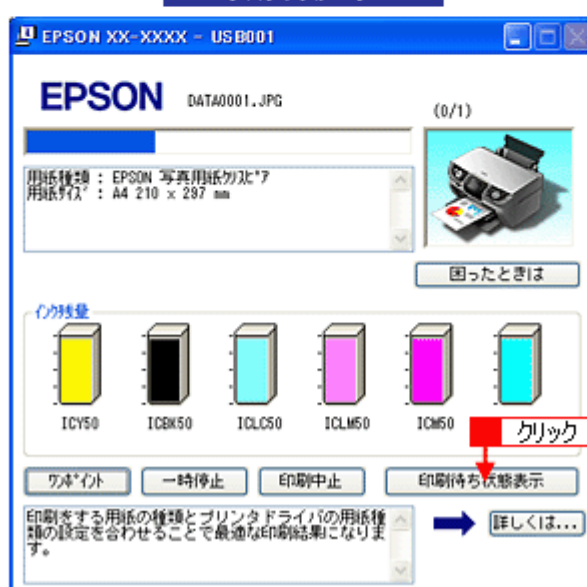 EPSON XX-XXXX - USB001
EPSON DATA0001.JPG (0/1)
用紙種類 : EPSON 写真用紙クリスピア
用紙サイズ : A4 210 x 297 mm
困ったときは
インク残量
ICY50 ICBK50 ICLC50 ICLM50 ICM50
クリック
ワンポイント 一時停止 印刷中止 印刷待ち状態表示
印刷をする用紙の種類とプリンタドライバの用紙種
類の設定を合わせることで最適な印刷結果になりま
す。
詳しくは...